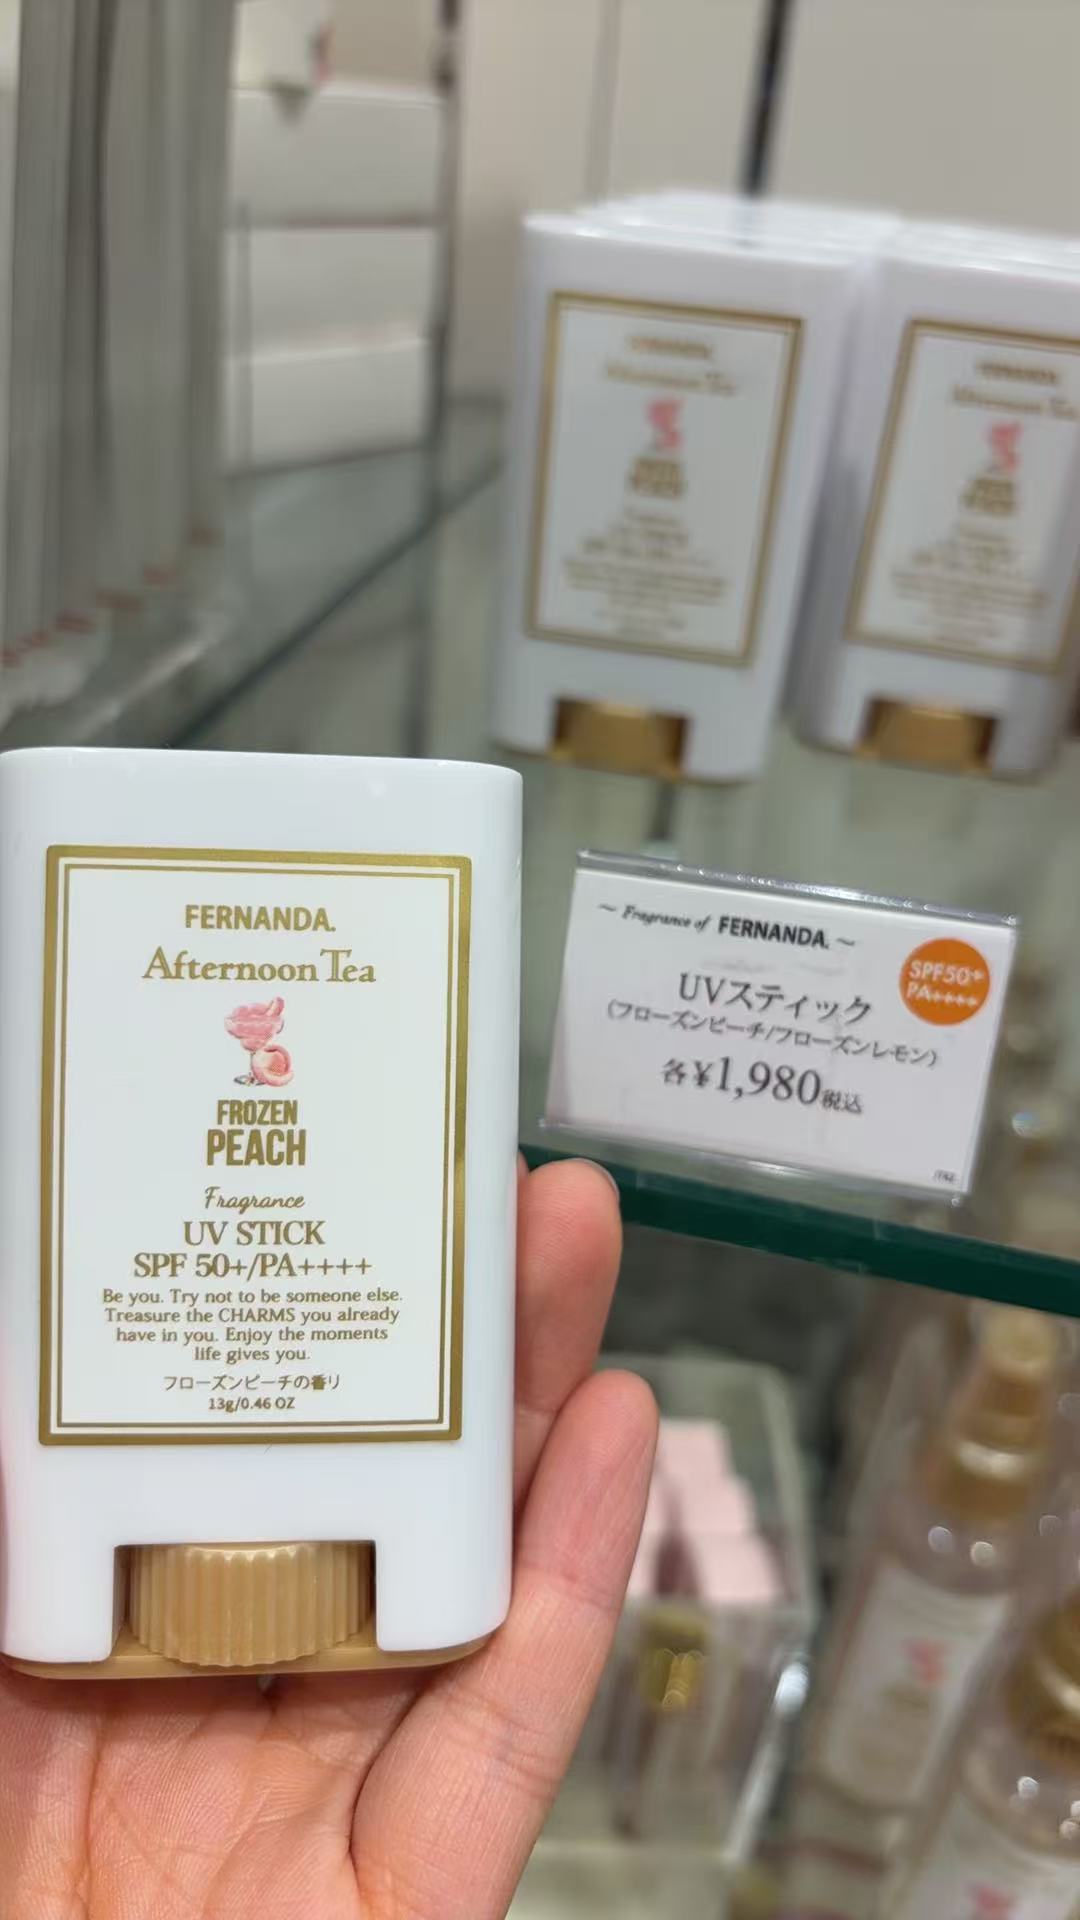 FERNANDA.
Afternoon Tea
FROZEN
PEACH
Fragrance
UV STICK
SPF 50+/PA++++
Be you. Try not to be someone else.
Treasure the CHARMS you already
have in you. Enjoy the moments
life gives you.
フローズンピーチの香り
13g/0.46 OZ
～ Fragrance of FERNANDA. ～
SPF50+
PA++++
UVスティック
(フローズンピーチ/フローズンレモン)
各¥1,980税込
Afternoon Tea
Afternoon Tea